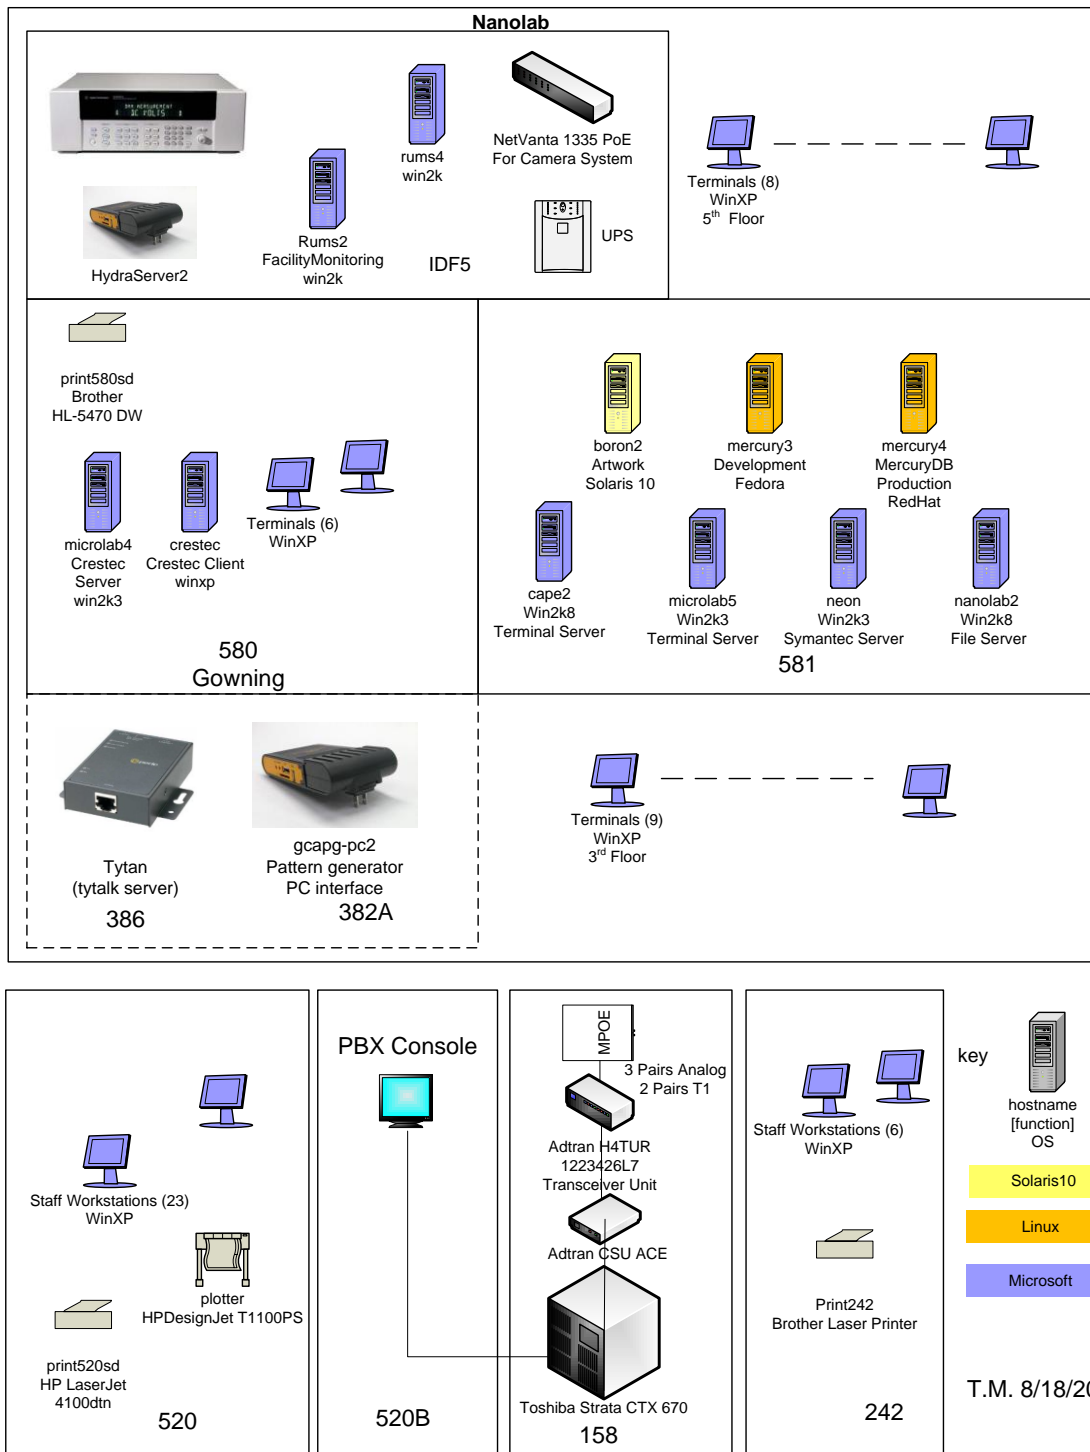 Nanolab
DC VOLTS
HydraServer2
rums4
win2k
Rums2
FacilityMonitoring
win2k
NetVanta 1335 PoE
For Camera System
UPS
IDF5
Terminals (8)
WinXP
5th Floor
print580sd
Brother
HL-5470 DW
microlab4
Crestec
Server
win2k3
crestec
Crestec Client
winxp
Terminals (6)
WinXP
580
Gowning
boron2
Artwork
Solaris 10
mercury3
Development
Fedora
mercury4
MercuryDB
Production
RedHat
cape2
Win2k8
Terminal Server
microlab5
Win2k3
Terminal Server
neon
Win2k3
Symantec Server
nanolab2
Win2k8
File Server
581
Tytan
(tytalk server)
386
gcapg-pc2
Pattern generator
PC interface
382A
Terminals (9)
WinXP
3rd Floor
Staff Workstations (23)
WinXP
plotter
HPDesignJet T1100PS
print520sd
HP LaserJet
4100dtn
520
PBX Console
520B
MPOE
3 Pairs Analog
2 Pairs T1
Adtran H4TUR
1223426L7
Transceiver Unit
Adtran CSU ACE
Toshiba Strata CTX 670
158
Staff Workstations (6)
WinXP
Print242
Brother Laser Printer
242
key
hostname
[function]
OS
Solaris10
Linux
Microsoft
T.M. 8/18/20